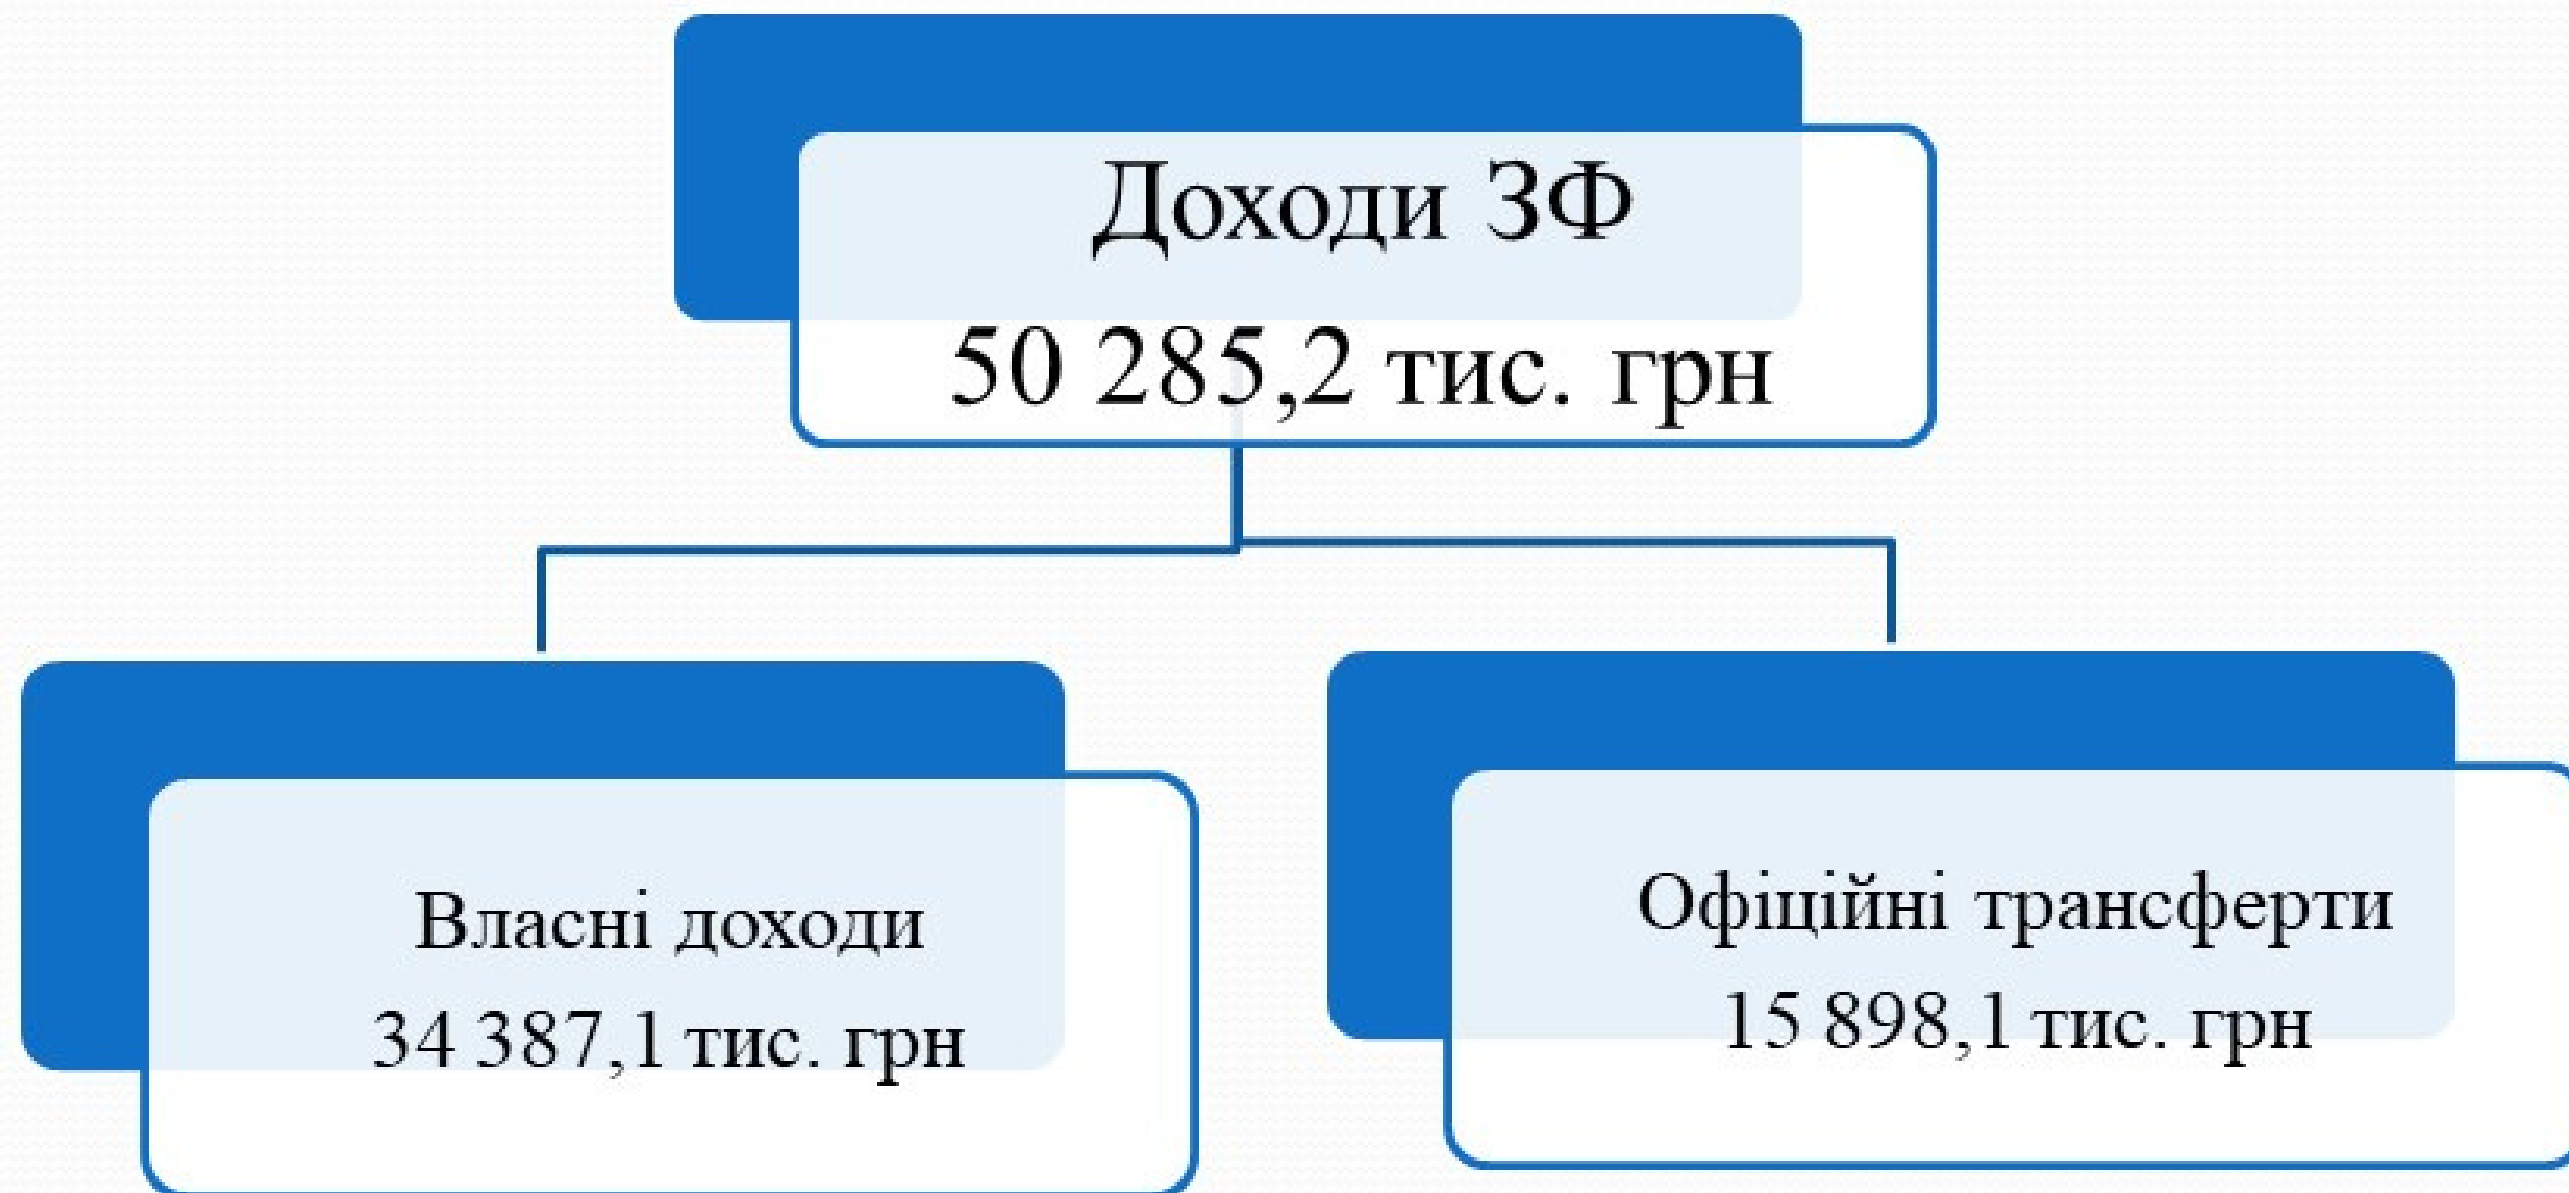 Доходи ЗФ
50 285,2 тис. грн
Власні доходи
34 387,1 тис. грн
Офіційні трансферти
15 898,1 тис. грн